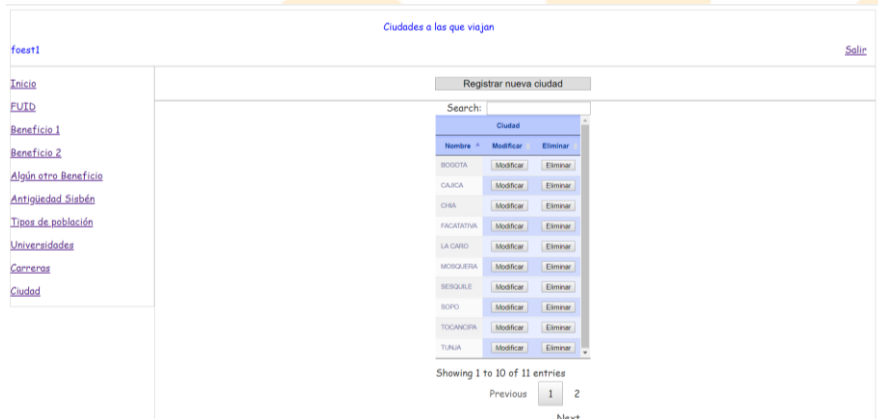 Ciudades a las que viajan
foest1
Salir
Inicio
FUID
Beneficio 1
Beneficio 2
Algún otro Beneficio
Antigüedad Sisbén
Tipos de población
Universidades
Carreras
Ciudad
Registrar nueva ciudad
Search:
Ciudad
Nombre Modificar Eliminar
BOGOTA Modificar Eliminar
CAJICA Modificar Eliminar
CHIA Modificar Eliminar
FACATATIVA Modificar Eliminar
LA CARO Modificar Eliminar
MOSQUERA Modificar Eliminar
SESQUILE Modificar Eliminar
SOPO Modificar Eliminar
TOCANCIPA Modificar Eliminar
TUNJA Modificar Eliminar
Showing 1 to 10 of 11 entries
Previous 1 2
Next